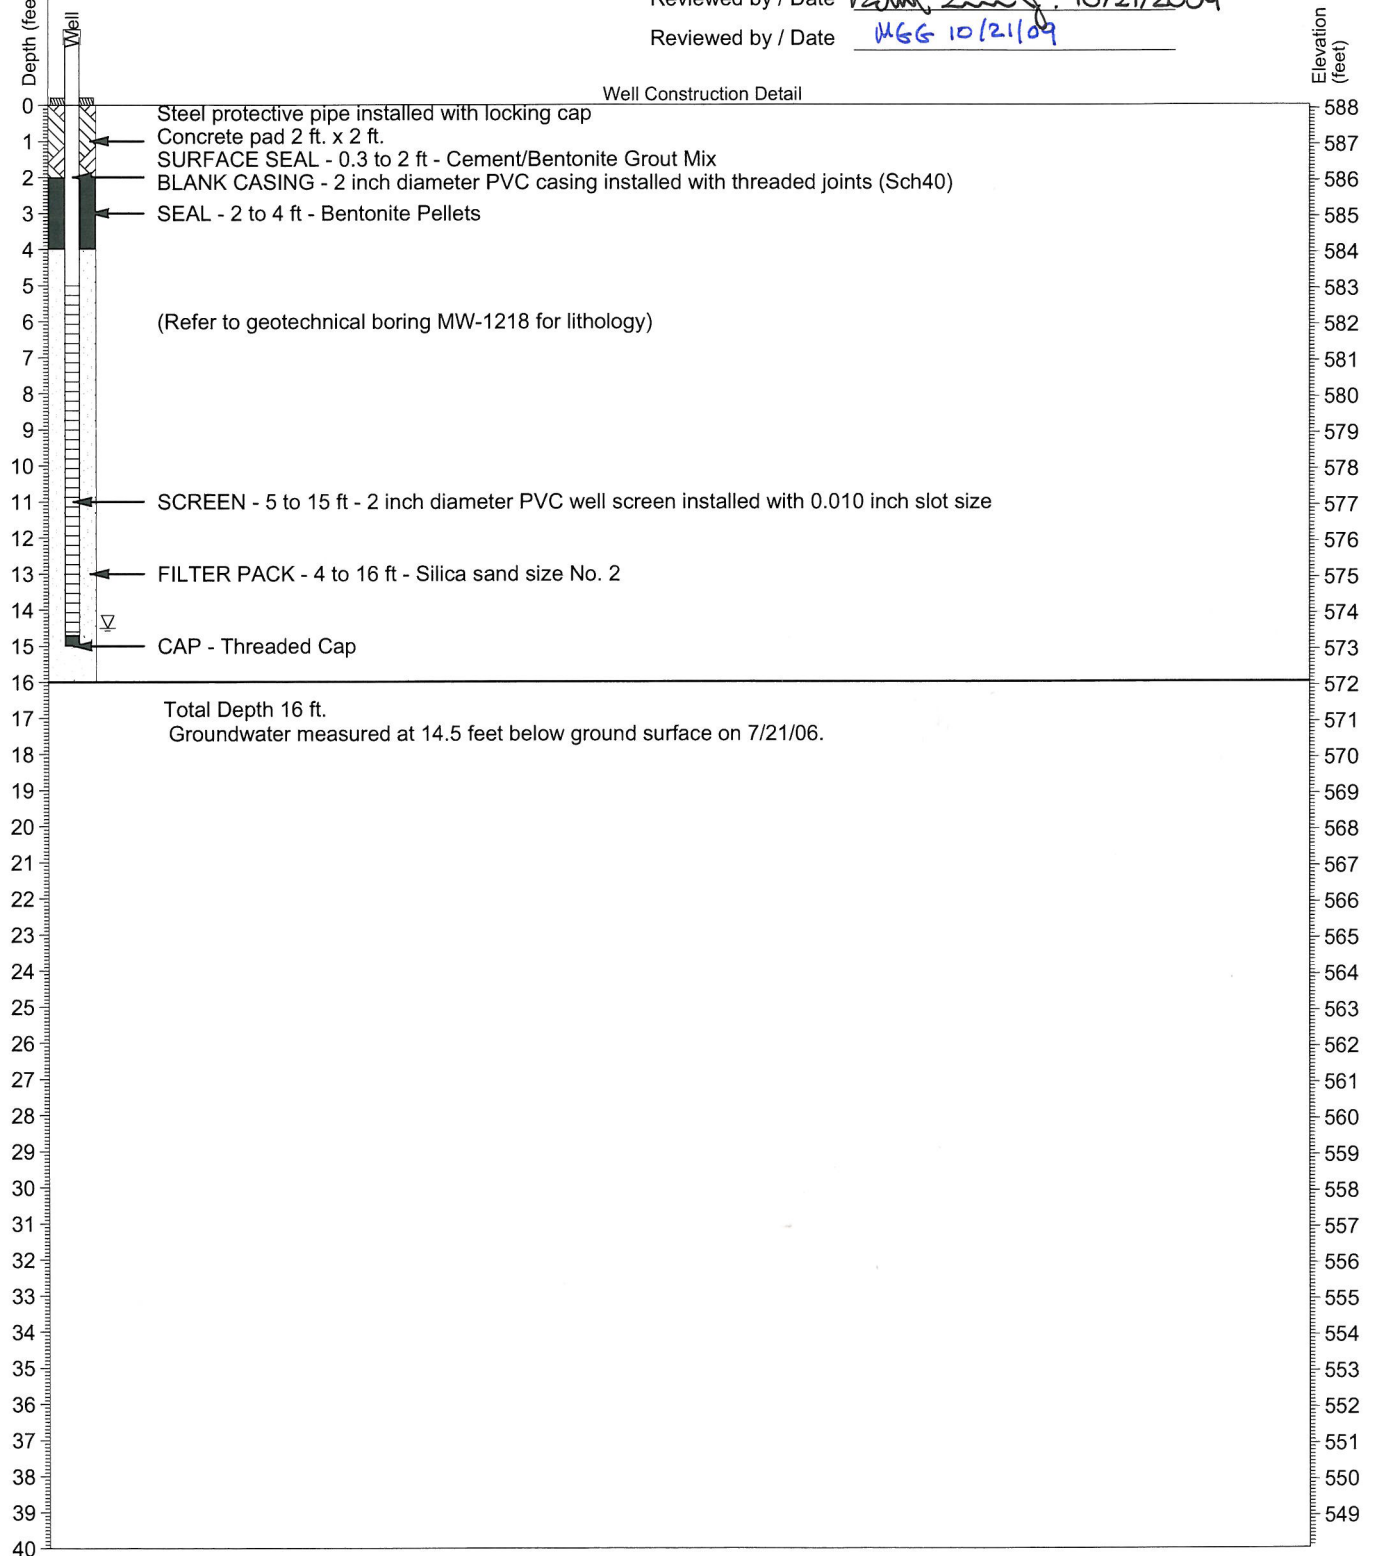 Reviewed by / Date 10/21/2009
Reviewed by / Date MGG 10/21/09
Depth (fee
Well
Elevation
(feet)
Well Construction Detail
0 588
Steel protective pipe installed with locking cap
1 Concrete pad 2 ft. x 2 ft. 587
SURFACE SEAL - 0.3 to 2 ft - Cement/Bentonite Grout Mix
2 BLANK CASING - 2 inch diameter PVC casing installed with threaded joints (Sch40) 586
3 SEAL - 2 to 4 ft - Bentonite Pellets 585
4 584
5 583
6 (Refer to geotechnical boring MW-1218 for lithology) 582
7 581
8 580
9 579
10 578
11 SCREEN - 5 to 15 ft - 2 inch diameter PVC well screen installed with 0.010 inch slot size 577
12 576
13 FILTER PACK - 4 to 16 ft - Silica sand size No. 2 575
14 574
15 CAP - Threaded Cap 573
16 572
Total Depth 16 ft.
17 571
Groundwater measured at 14.5 feet below ground surface on 7/21/06.
18 570
19 569
20 568
21 567
22 566
23 565
24 564
25 563
26 562
27 561
28 560
29 559
30 558
31 557
32 556
33 555
34 554
35 553
36 552
37 551
38 550
39 549
40